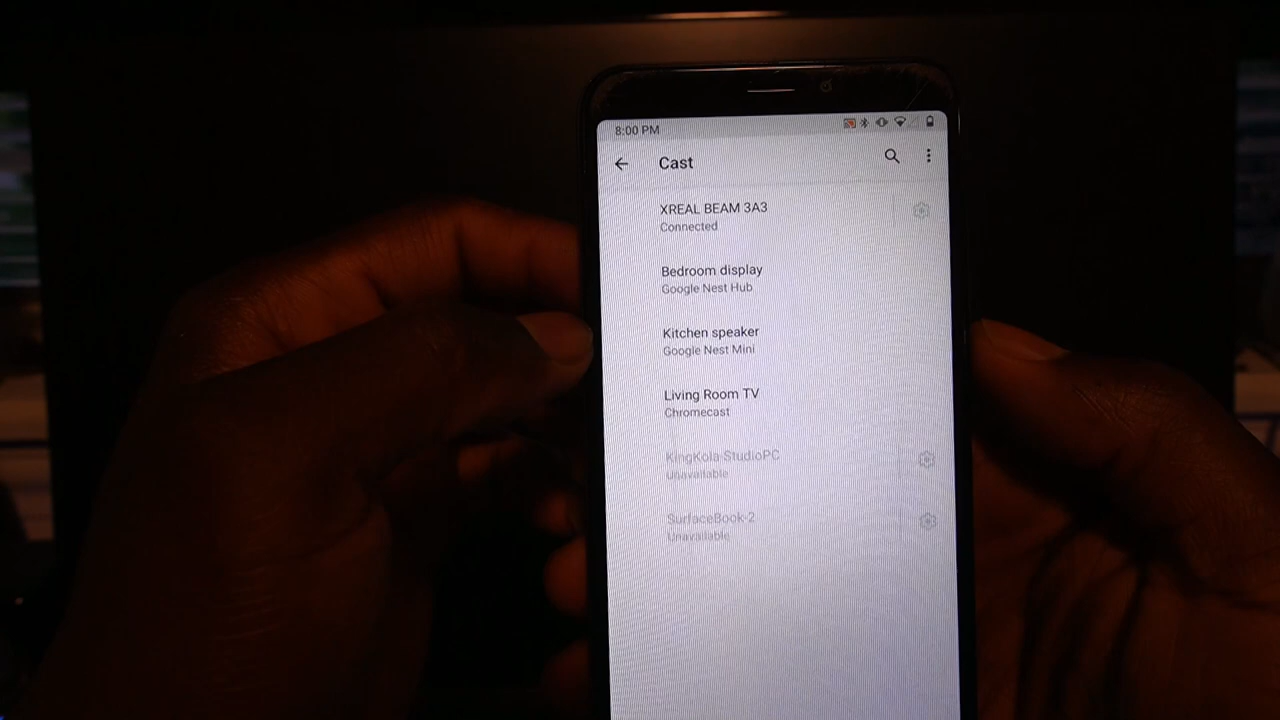 8:00 PM
Cast
XREAL BEAM 3A3
Connected
Bedroom display
Google Nest Hub
Kitchen speaker
Google Nest Mini
Living Room TV
Chromecast
KingKola-StudioPC
Unavailable
SurfaceBook-2
Unavailable